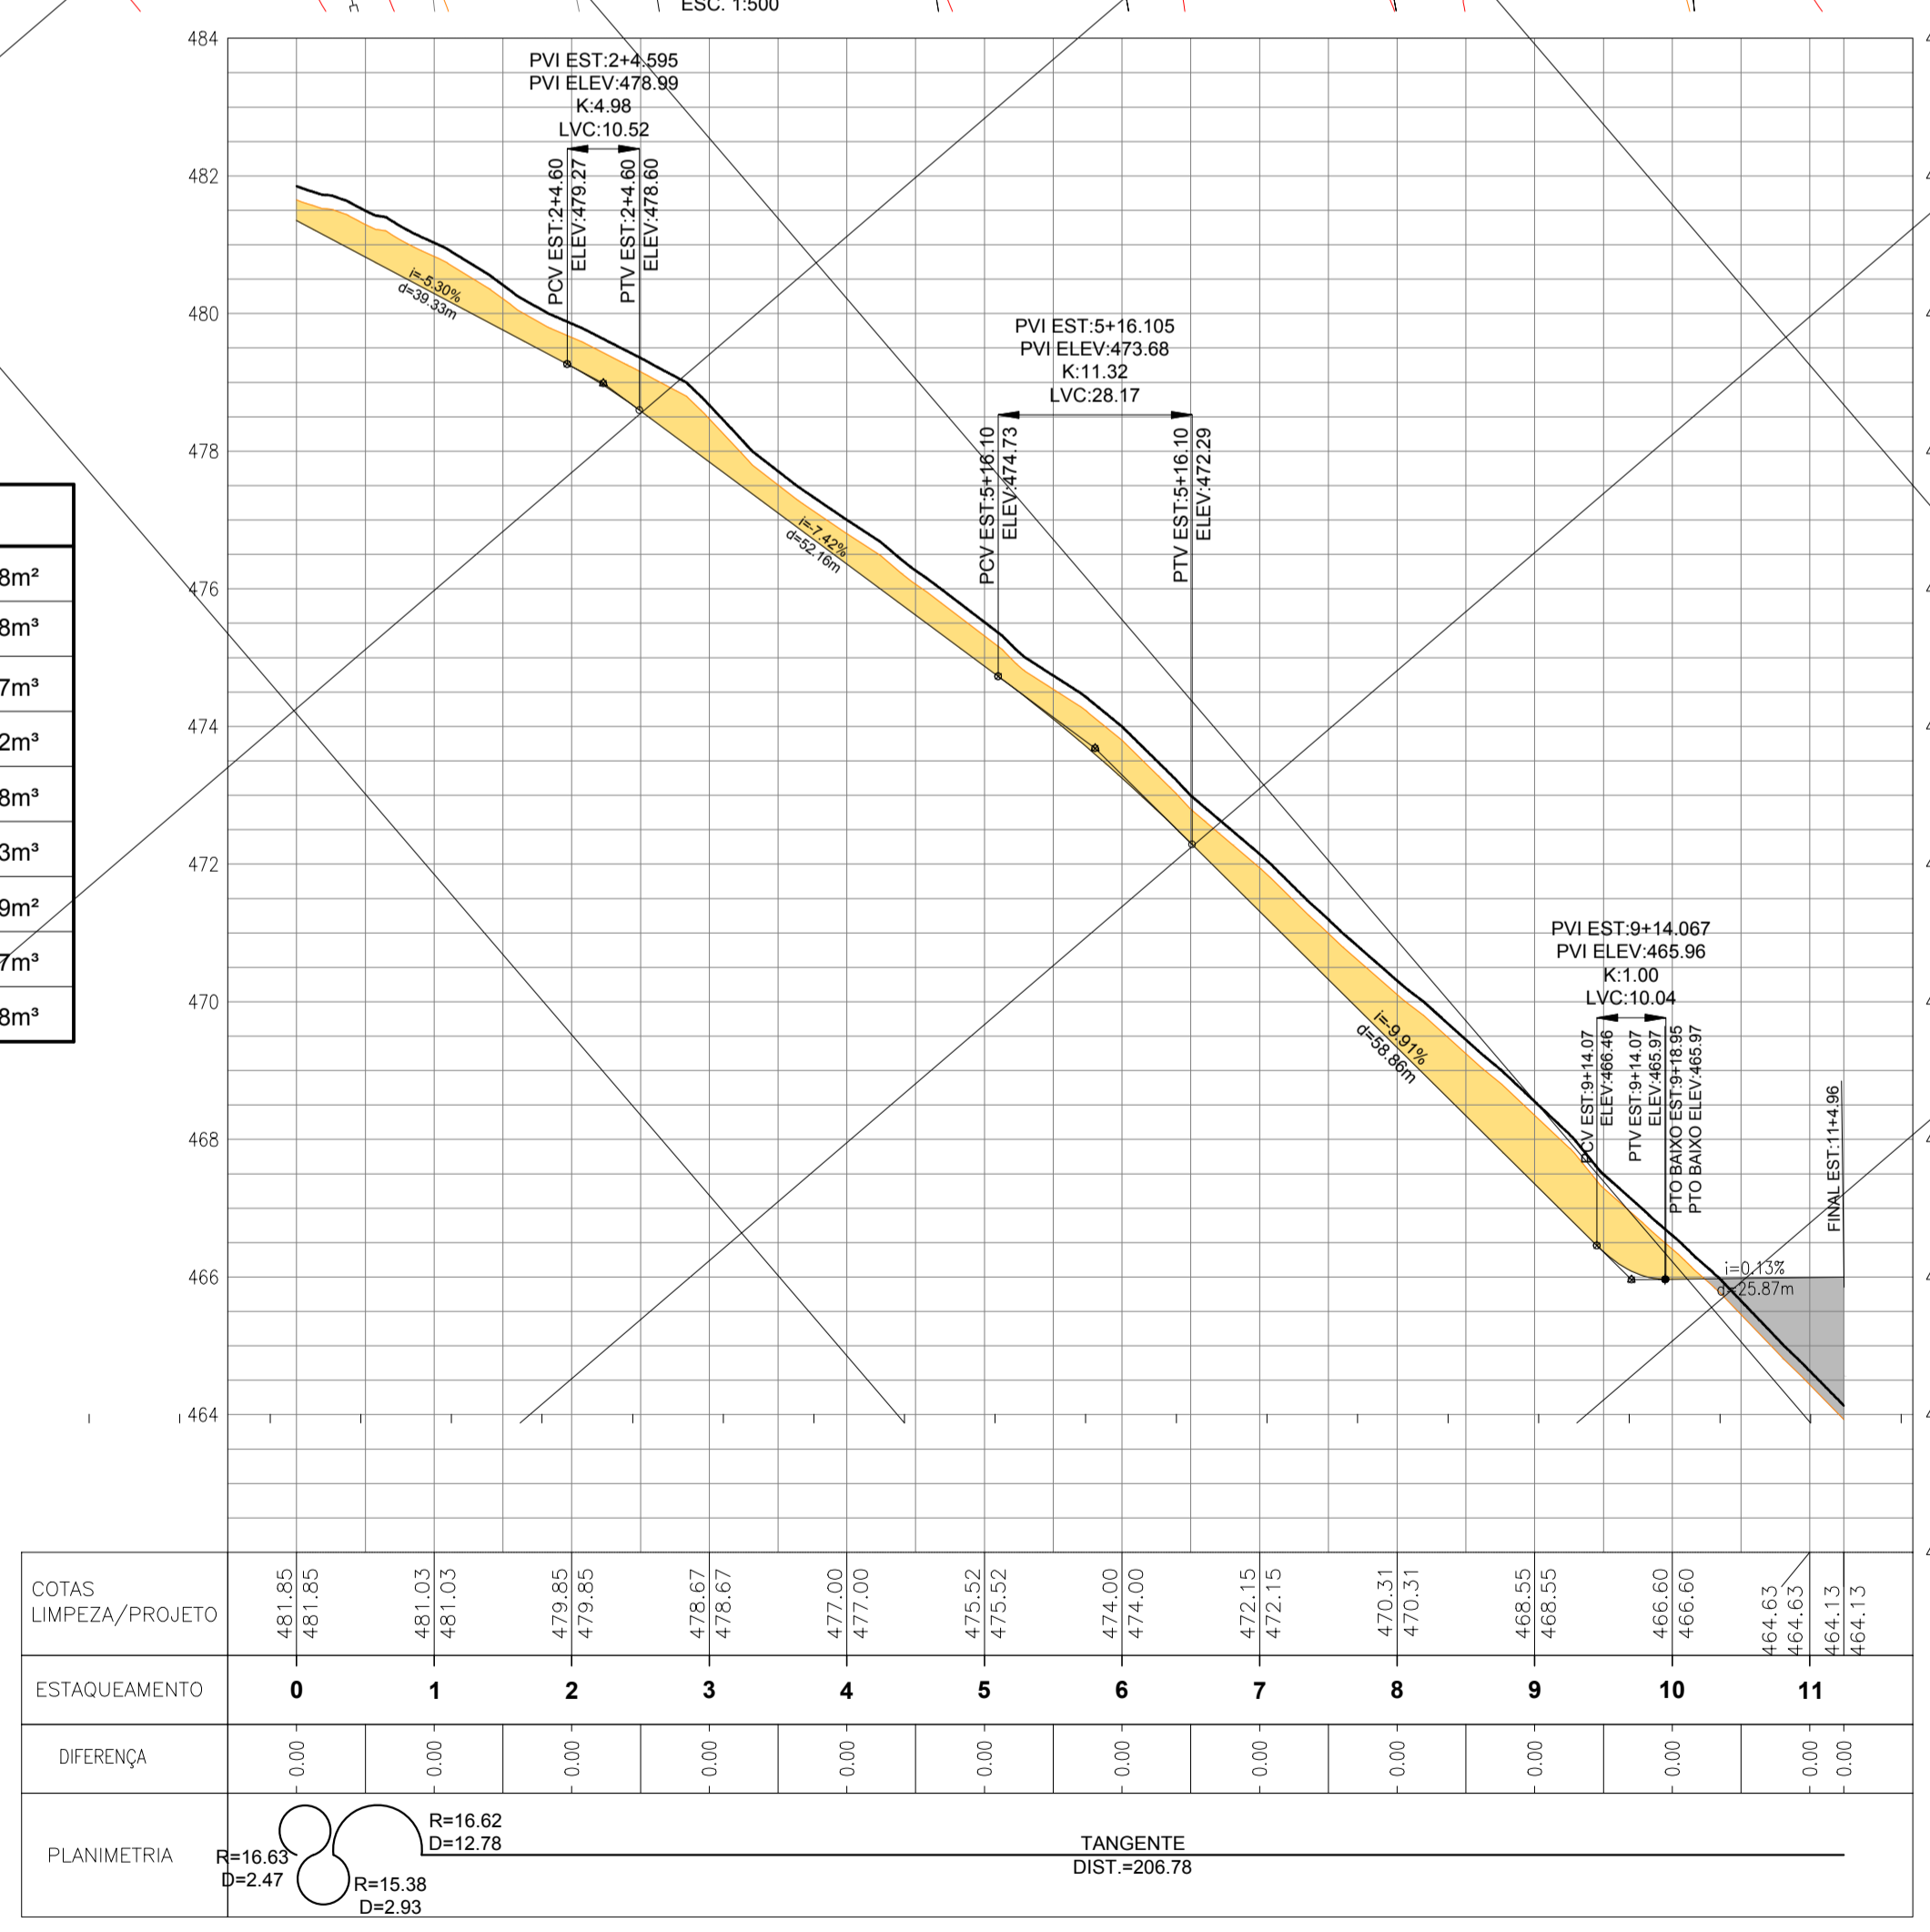 ESC. 1:500
484
482
480
478
476
474
472
470
468
466
464
8m²
8m³
7m³
2m³
8m³
3m³
9m²
7m³
8m³
PVI EST:2+4.595
PVI ELEV:478.99
K:4.98
LVC:10.52
PCV EST:2+4.60
ELEV:479.27
PTV EST:2+4.60
ELEV:478.60
i=-5.30%
d=39.33m
PVI EST:5+16.105
PVI ELEV:473.68
K:11.32
LVC:28.17
PCV EST:5+16.10
ELEV:474.73
PTV EST:5+16.10
ELEV:472.29
i=-7.42%
d=52.16m
PVI EST:9+14.067
PVI ELEV:465.96
K:1.00
LVC:10.04
PCV EST:9+14.07
ELEV:466.46
PTV EST:9+14.07
ELEV:465.97
PTO BAIXO EST:9+18.95
PTO BAIXO ELEV:465.97
i=-9.91%
d=58.86m
FINAL EST:11+4.96
i=0.13%
d=25.87m
COTAS
LIMPEZA/PROJETO
481.85
481.85
481.03
481.03
479.85
479.85
478.67
478.67
477.00
477.00
475.52
475.52
474.00
474.00
472.15
472.15
470.31
470.31
468.55
468.55
466.60
466.60
464.63
464.63
464.13
464.13
ESTAQUEAMENTO 0 1 2 3 4 5 6 7 8 9 10 11
DIFERENÇA 0.00 0.00 0.00 0.00 0.00 0.00 0.00 0.00 0.00 0.00 0.00 0.00 0.00
PLANIMETRIA
R=16.63
D=2.47
R=15.38
D=2.93
R=16.62
D=12.78
TANGENTE
DIST.=206.78